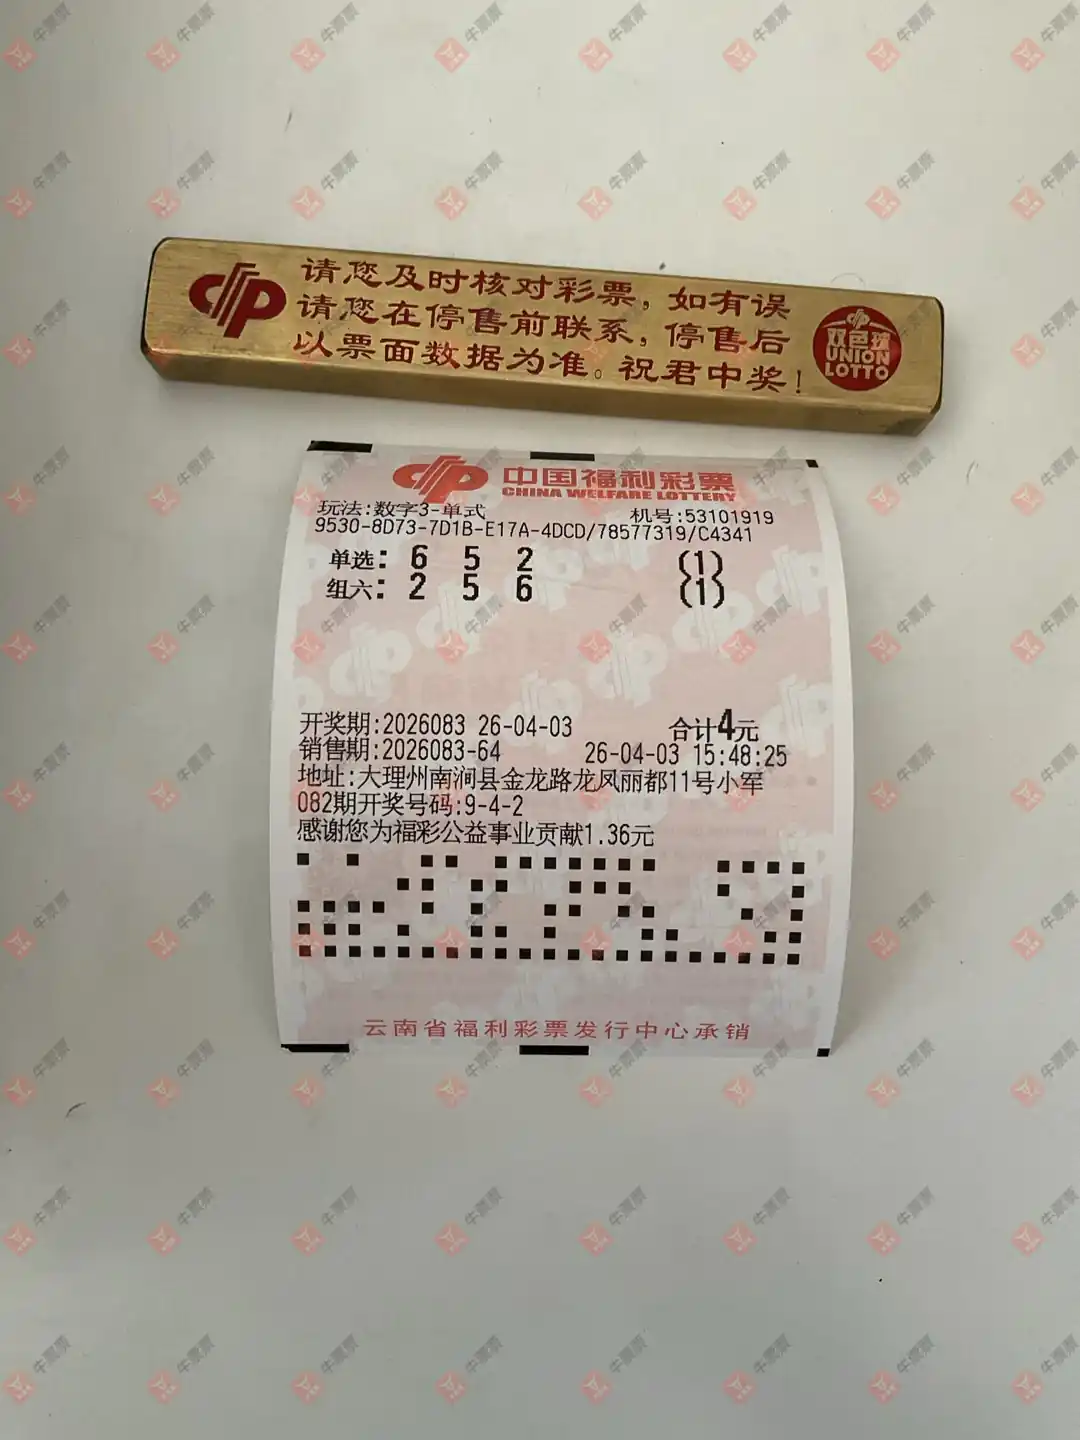 请您及时核对彩票，如有误
请您在停售前联系，停售后
以票面数据为准。祝君中奖！
双色球
UNION
LOTTO
中国福利彩票
CHINA WELFARE LOTTERY
玩法:数字3-单式 机号:53101919
9530-8D73-7D1B-E17A-4DCD/78577319/C4341
单选: 6 5 2 (1)
组六: 2 5 6 (1)
开奖期:2026083 26-04-03 合计4元
销售期:2026083-64 26-04-03 15:48:25
地址:大理州南涧县金龙路龙凤丽都11号小军
082期开奖号码:9-4-2
感谢您为福彩公益事业贡献1.36元
云南省福利彩票发行中心承销
牛票票